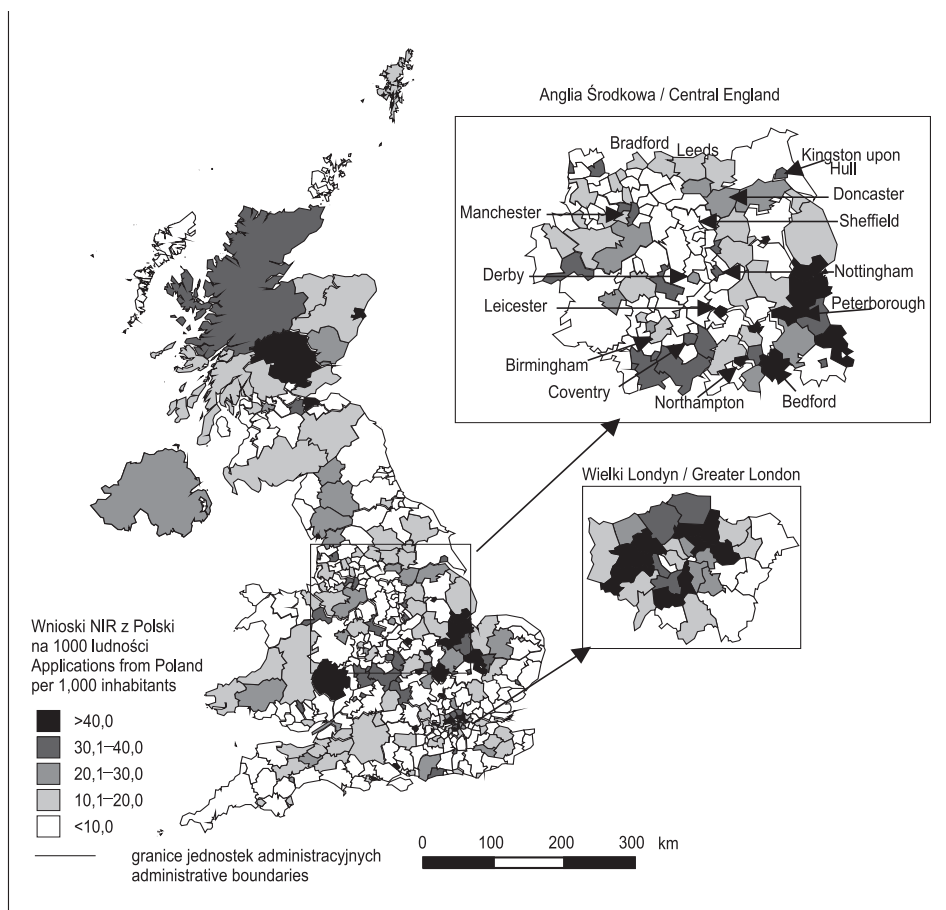 Anglia Środkowa / Central England
Bradford
Leeds
Kingston upon
Hull
Doncaster
Manchester
Sheffield
Derby
Nottingham
Leicester
Peterborough
Birmingham
Coventry
Northampton
Bedford
Wielki Londyn / Greater London
Wnioski NIR z Polski
na 1000 ludności
Applications from Poland
per 1,000 inhabitants
>40,0
30,1–40,0
20,1–30,0
10,1–20,0
<10,0
0 100 200 300 km
granice jednostek administracyjnych
administrative boundaries